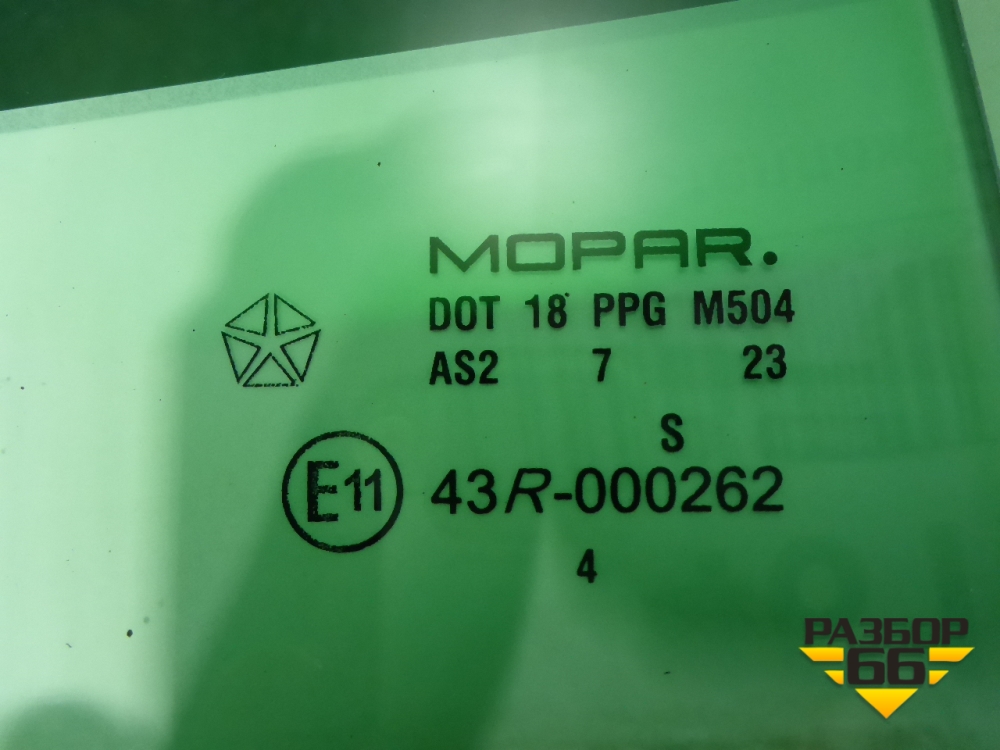 MOPAR.
DOT 18 PPG M504
AS2 7 23
S
E11 43R-000262
4
РАЗБОР
66